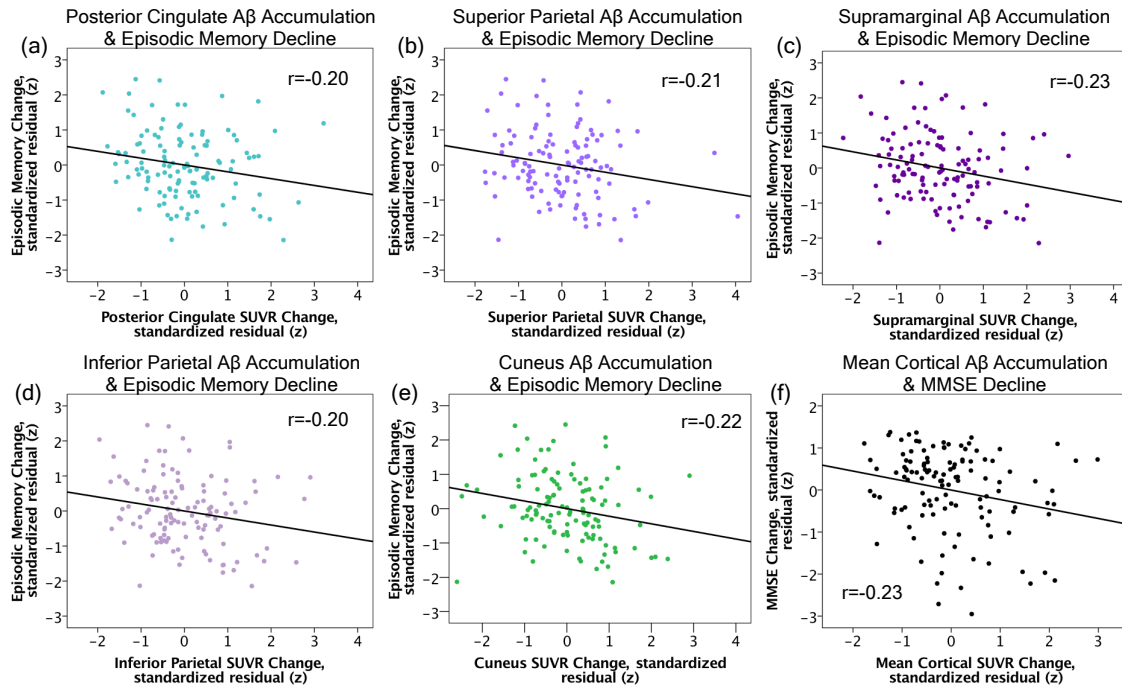 Posterior Cingulate Aβ Accumulation
& Episodic Memory Decline
(a)
r=-0.20
Episodic Memory Change,
standardized residual (z)
3
2
1
0
−1
−2
−3
−2 −1 0 1 2 3 4
Posterior Cingulate SUVR Change,
standardized residual (z)
Superior Parietal Aβ Accumulation
& Episodic Memory Decline
(b)
r=-0.21
Episodic Memory Change,
standardized residual (z)
3
2
1
0
−1
−2
−3
−2 −1 0 1 2 3 4
Superior Parietal SUVR Change,
standardized residual (z)
Supramarginal Aβ Accumulation
& Episodic Memory Decline
(c)
r=-0.23
Episodic Memory Change,
standardized residual (z)
3
2
1
0
−1
−2
−3
−2 −1 0 1 2 3 4
Supramarginal SUVR Change,
standardized residual (z)
Inferior Parietal Aβ Accumulation
& Episodic Memory Decline
(d)
r=-0.20
Episodic Memory Change,
standardized residual (z)
3
2
1
0
−1
−2
−3
−2 −1 0 1 2 3 4
Inferior Parietal SUVR Change,
standardized residual (z)
Cuneus Aβ Accumulation
& Episodic Memory Decline
(e)
r=-0.22
Episodic Memory Change,
standardized residual (z)
3
2
1
0
−1
−2
−3
−2 −1 0 1 2 3 4
Cuneus SUVR Change, standardized
residual (z)
Mean Cortical Aβ Accumulation
& MMSE Decline
(f)
r=-0.23
MMSE Change, standardized
residual (z)
2
1
0
−1
−2
−3
−2 −1 0 1 2 3
Mean Cortical SUVR Change,
standardized residual (z)